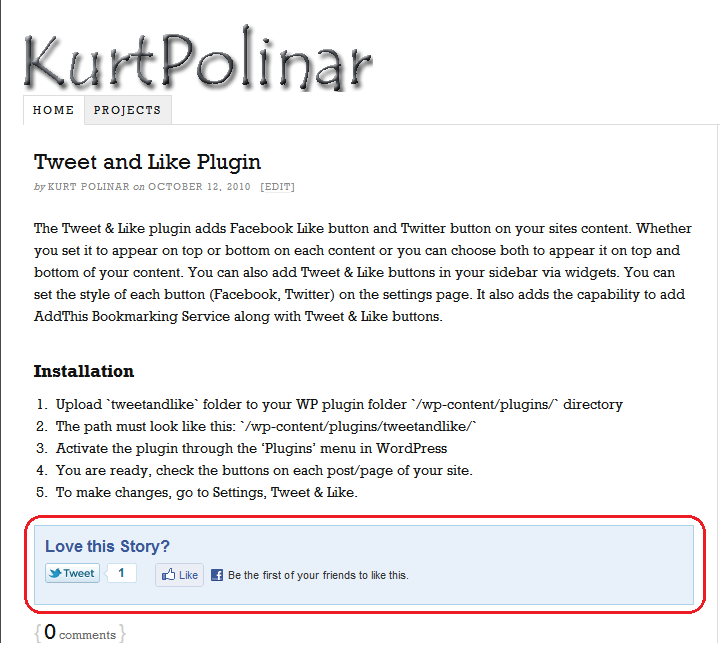 KurtPolinar
HOME PROJECTS
Tweet and Like Plugin
by KURT POLINAR on OCTOBER 12, 2010 [EDIT]
The Tweet & Like plugin adds Facebook Like button and Twitter button on your sites content. Whether
you set it to appear on top or bottom on each content or you can choose both to appear it on top and
bottom of your content. You can also add Tweet & Like buttons in your sidebar via widgets. You can
set the style of each button (Facebook, Twitter) on the settings page. It also adds the capability to add
AddThis Bookmarking Service along with Tweet & Like buttons.
Installation
1. Upload `tweetandlike` folder to your WP plugin folder `/wp-content/plugins/` directory
2. The path must look like this: `/wp-content/plugins/tweetandlike/`
3. Activate the plugin through the ‘Plugins’ menu in WordPress
4. You are ready, check the buttons on each post/page of your site.
5. To make changes, go to Settings, Tweet & Like.
Love this Story?
Tweet 1 Like f Be the first of your friends to like this.
{ 0 comments }